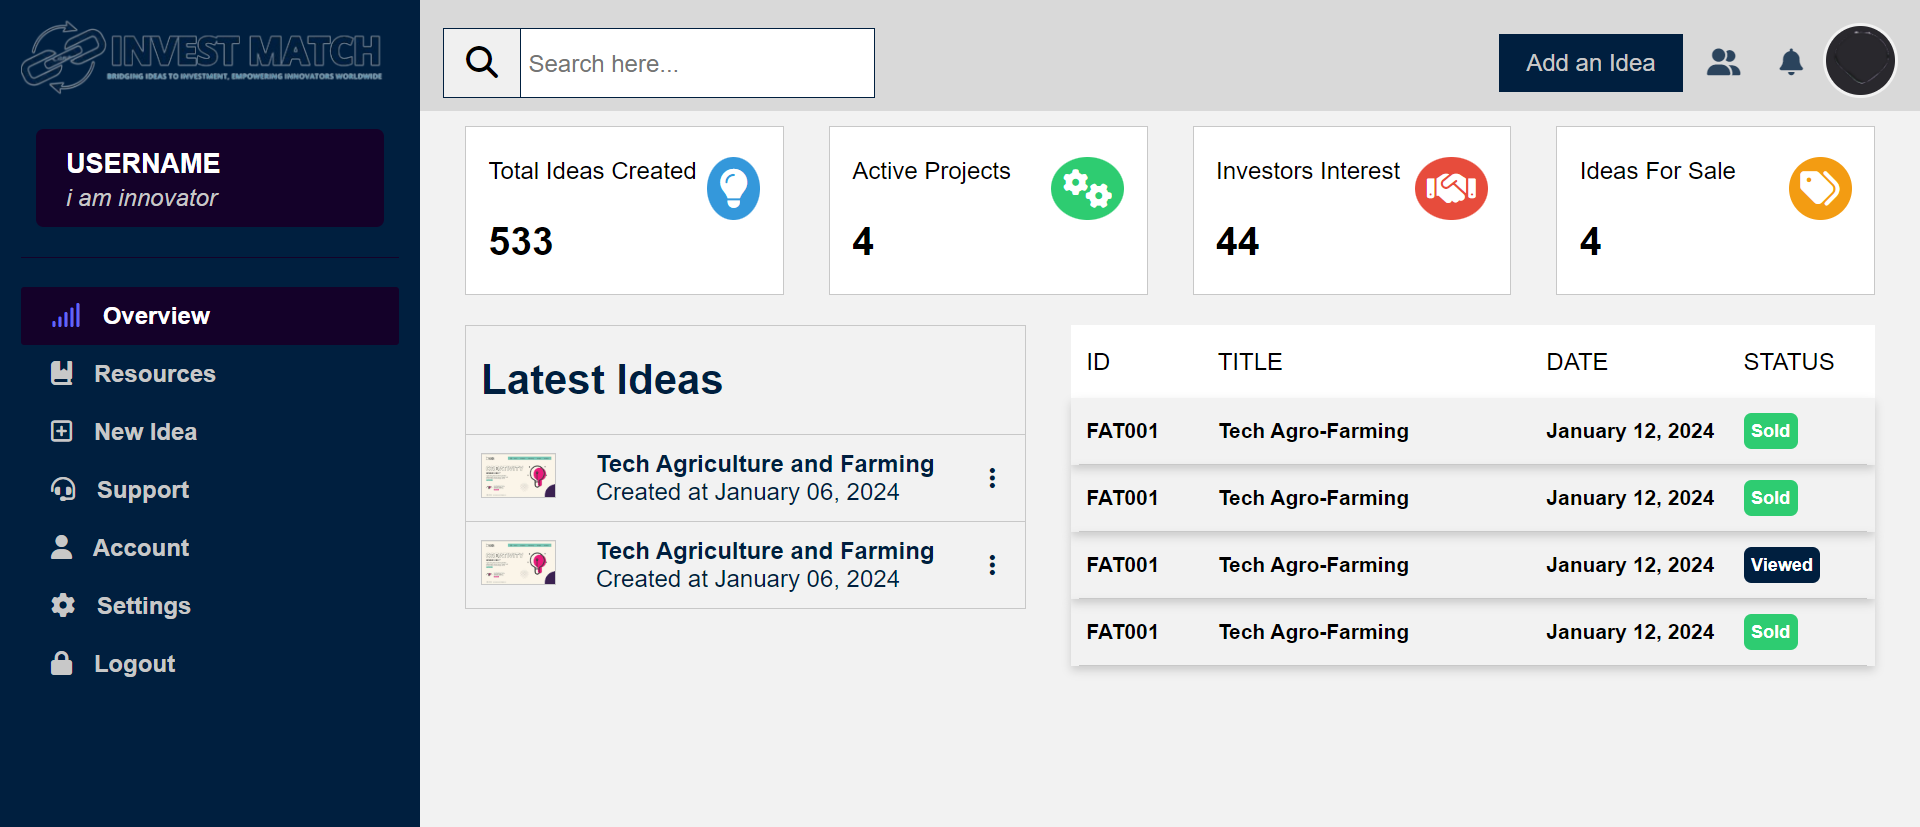 INVEST MATCH
BRIDGING IDEAS TO INVESTMENT, EMPOWERING INNOVATORS WORLDWIDE
USERNAME
i am innovator
Overview
Resources
New Idea
Support
Account
Settings
Logout
Search here...
Add an Idea
Total Ideas Created
533
Active Projects
4
Investors Interest
44
Ideas For Sale
4
Latest Ideas
Tech Agriculture and Farming
Created at January 06, 2024
Tech Agriculture and Farming
Created at January 06, 2024
ID TITLE DATE STATUS
FAT001 Tech Agro-Farming January 12, 2024 Sold
FAT001 Tech Agro-Farming January 12, 2024 Sold
FAT001 Tech Agro-Farming January 12, 2024 Viewed
FAT001 Tech Agro-Farming January 12, 2024 Sold